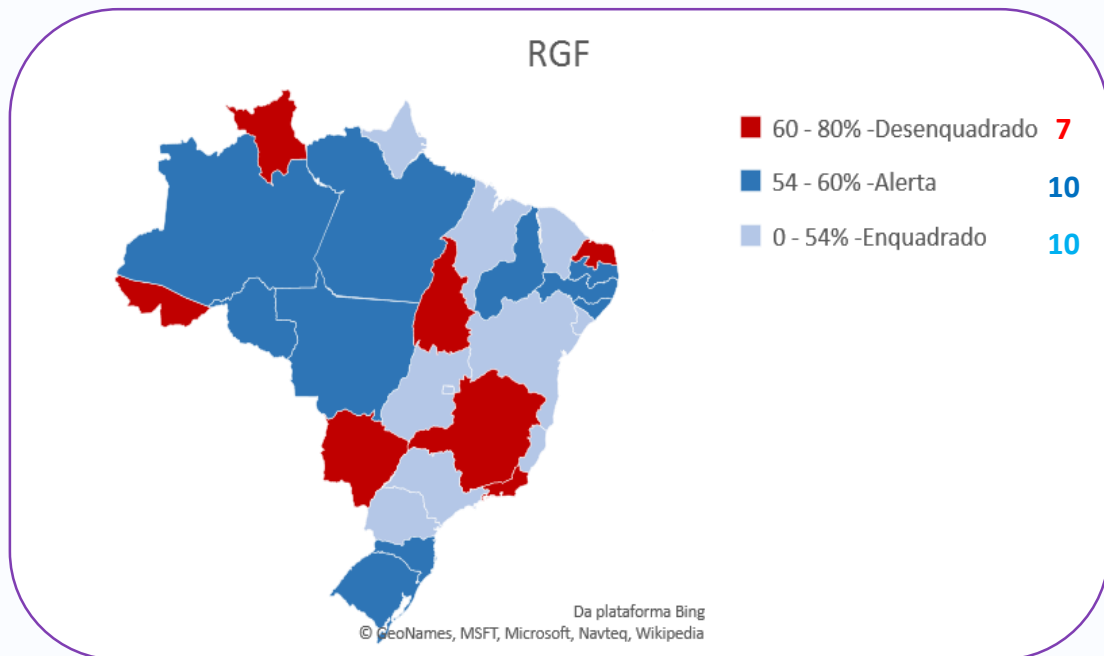 RGF
60 - 80% -Desenquadrado 7
54 - 60% -Alerta 10
0 - 54% -Enquadrado 10
Da plataforma Bing
© GeoNames, MSFT, Microsoft, Navteq, Wikipedia